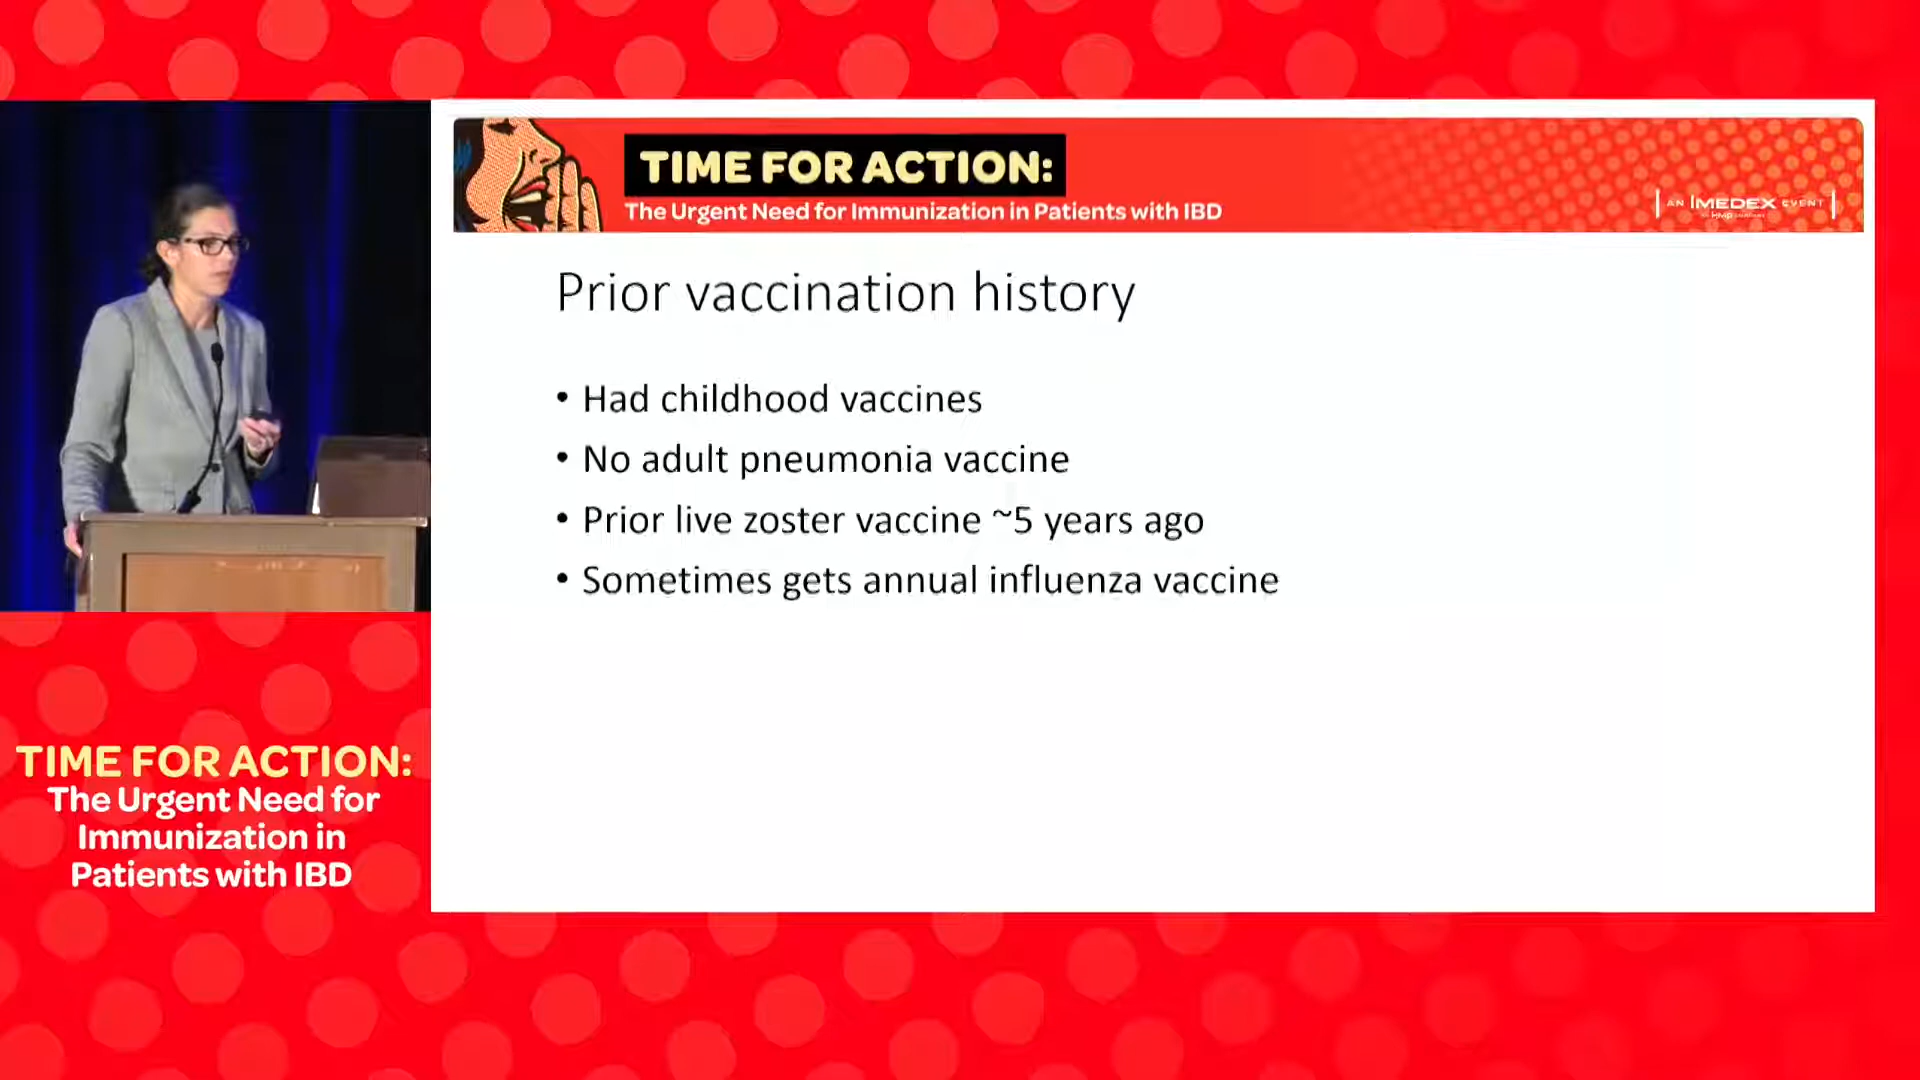 TIME FOR ACTION:
The Urgent Need for Immunization in Patients with IBD
AN IMEDEX EVENT
Prior vaccination history
• Had childhood vaccines
• No adult pneumonia vaccine
• Prior live zoster vaccine ~5 years ago
• Sometimes gets annual influenza vaccine
TIME FOR ACTION:
The Urgent Need for
Immunization in
Patients with IBD